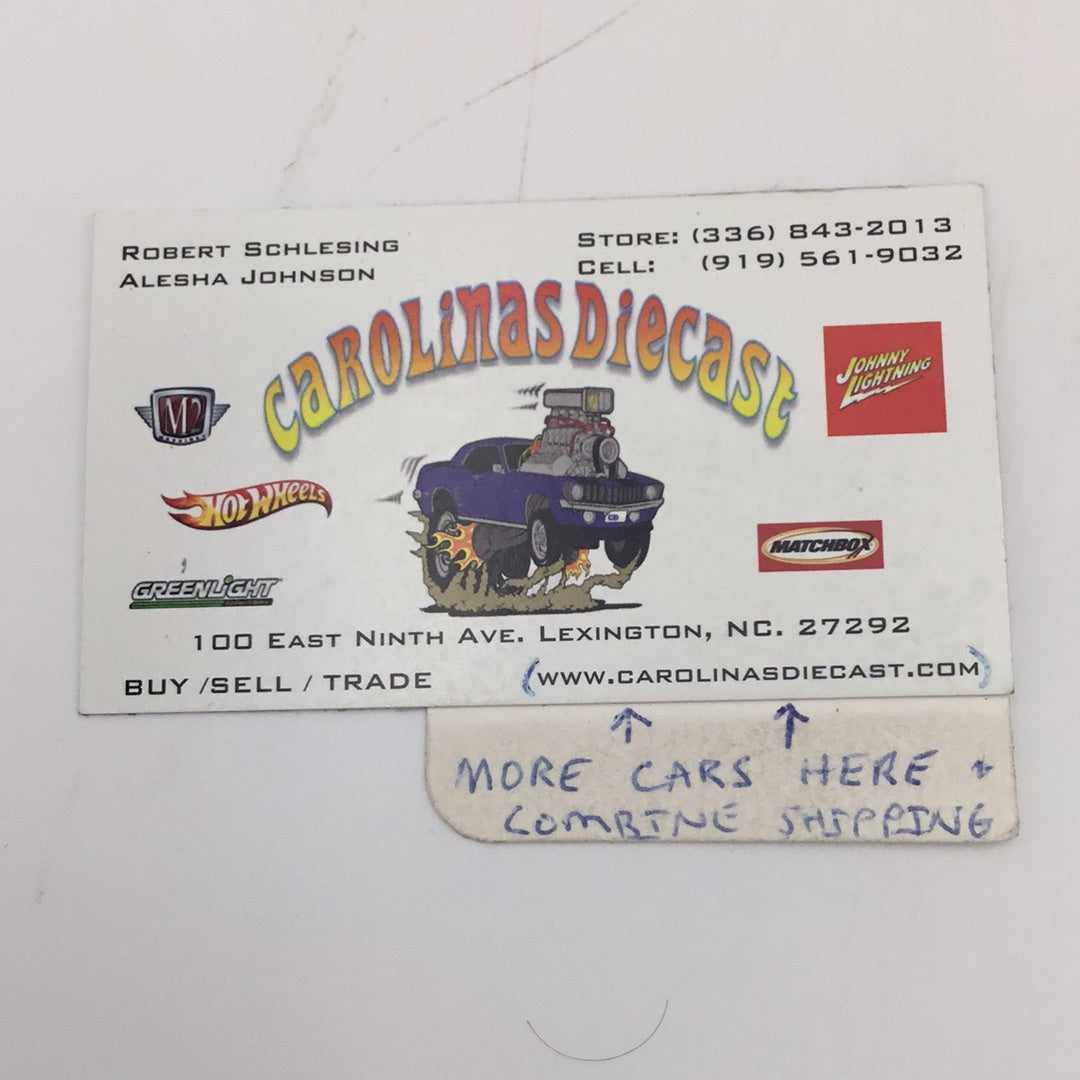 ROBERT SCHLESING
ALESHA JOHNSON
STORE: (336) 843-2013
CELL: (919) 561-9032
CAROLINAS DIECAST
M2
JOHNNY
LIGHTNING
HOT WHEELS
MATCHBOX
GREENLIGHT
100 EAST NINTH AVE. LEXINGTON, NC. 27292
BUY /SELL / TRADE
(WWW.CAROLINASDIECAST.COM)
MORE CARS HERE +
COMBINE SHIPPING